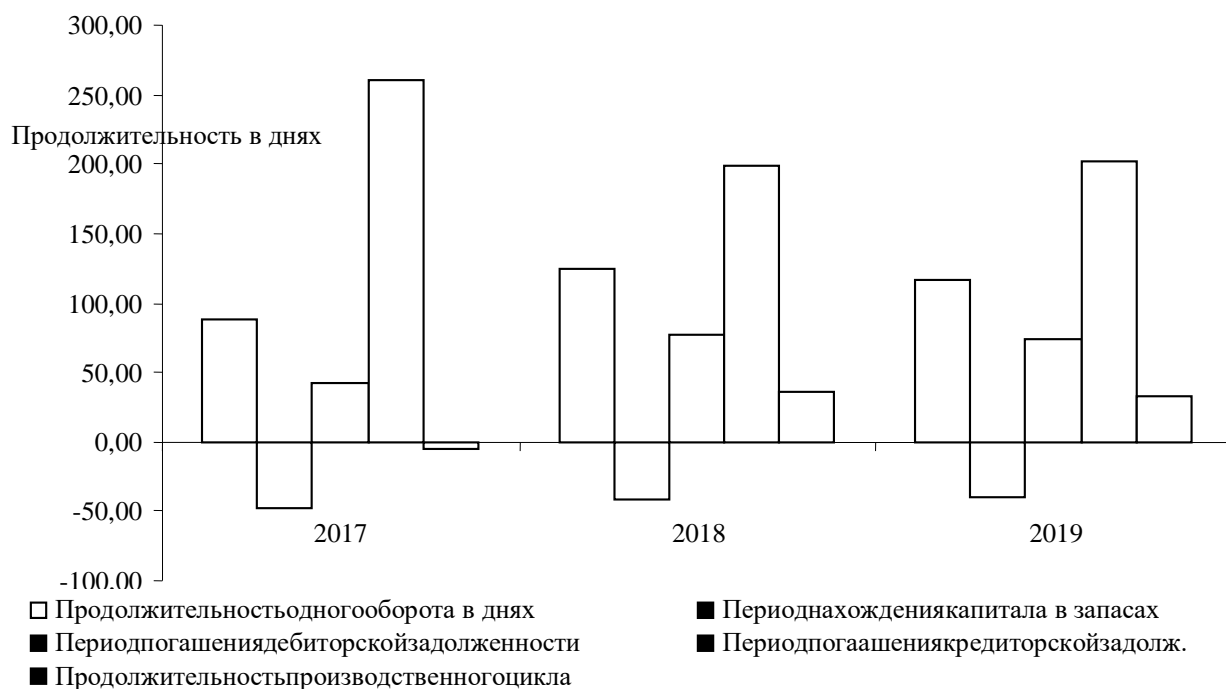 300,00
250,00
Продолжительность в днях
200,00
150,00
100,00
50,00
0,00
-50,00
2017 2018 2019
-100,00
Продолжительностьодногооборота в днях Периоднахождениякапитала в запасах
Периодпогашениядебиторскойзадолженности Периодпогаашениякредиторскойзадолж.
Продолжительностьпроизводственногоцикла